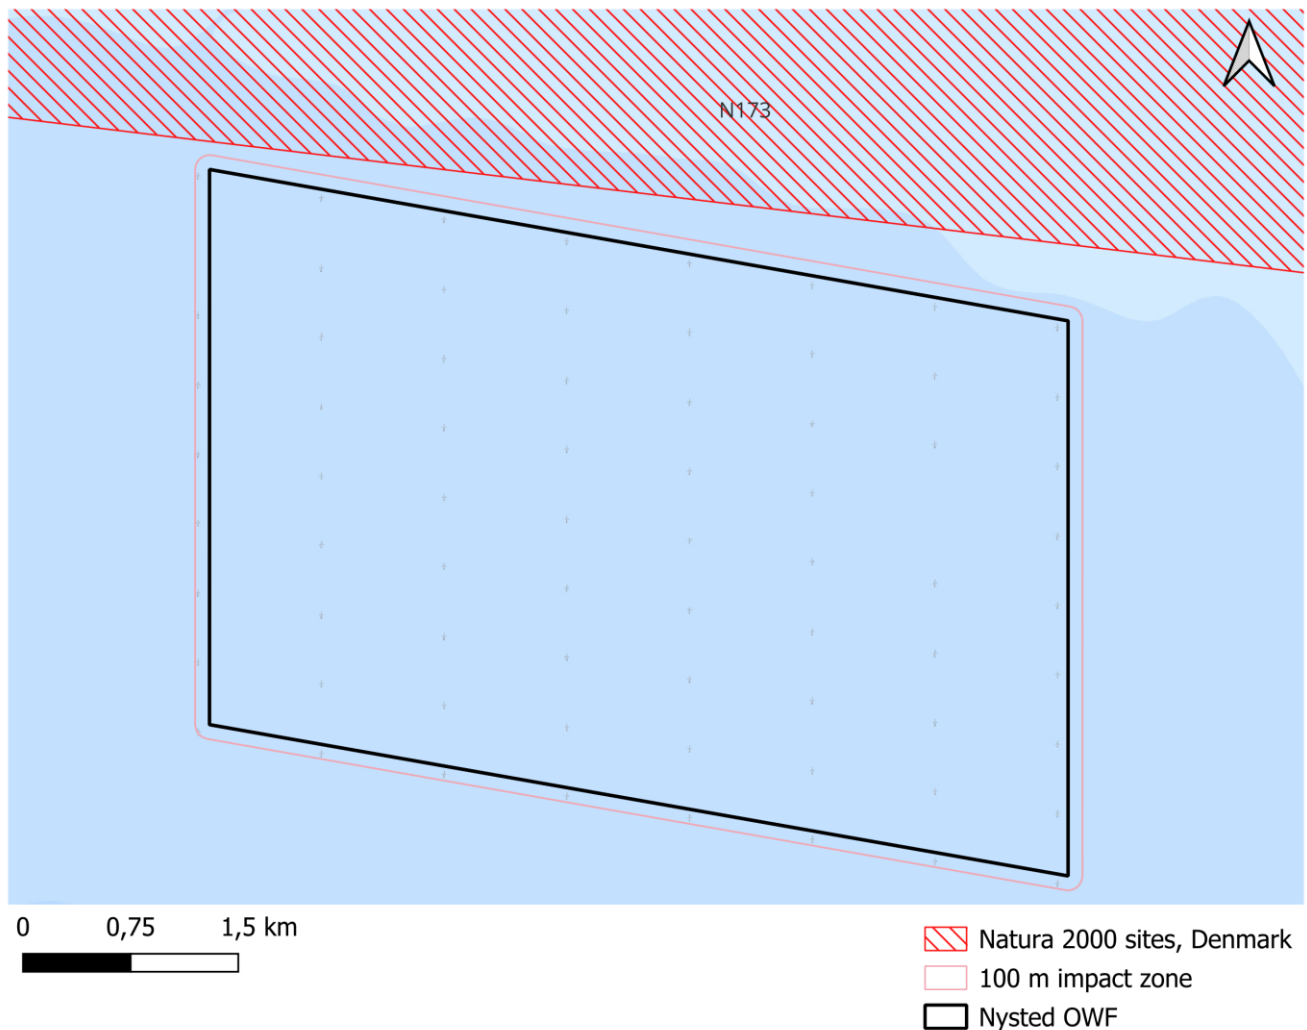 N173
0 0,75 1,5 km
Natura 2000 sites, Denmark
100 m impact zone
Nysted OWF